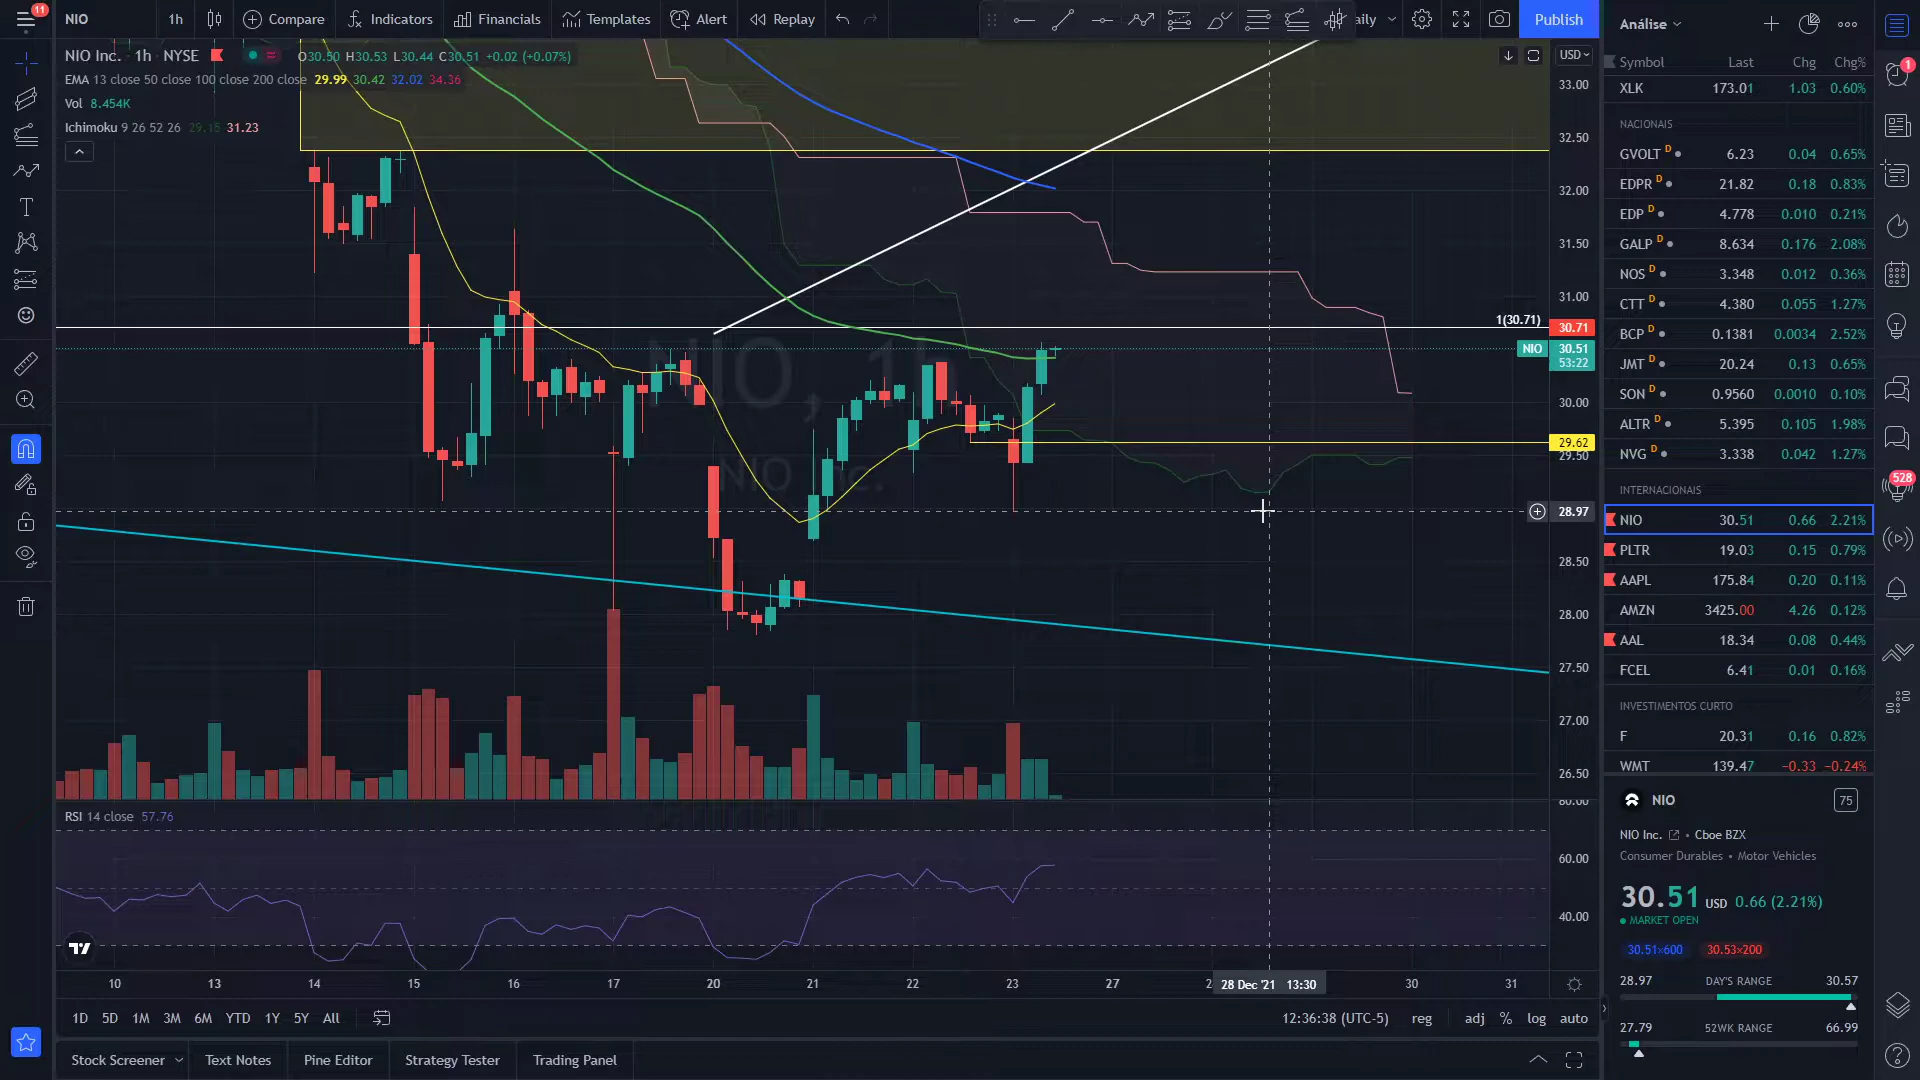 11
NIO
1h
Compare
Indicators
Financials
Templates
Alert
Replay
aily
Publish
NIO Inc. · 1h · NYSE
O30.50 H30.53 L30.44 C30.51 +0.02 (+0.07%)
EMA 13 close 50 close 100 close 200 close 29.99 30.42 32.02 34.36
Vol 8.454K
Ichimoku 9 26 52 26 29.15 31.23
NIO, 1h
NIO Inc.
USD
33.00
32.50
32.00
31.50
31.00
1(30.71) 30.71
NIO 30.51
53:22
30.00
29.62
29.50
28.97
28.50
28.00
27.50
27.00
26.50
80.00
RSI 14 close 57.76
60.00
40.00
10 13 14 15 16 17 20 21 22 23 27 2 28 Dec '21 13:30 30 31
1D 5D 1M 3M 6M YTD 1Y 5Y All
12:36:38 (UTC-5) reg adj % log auto
Stock Screener
Text Notes
Pine Editor
Strategy Tester
Trading Panel
Análise
Symbol Last Chg Chg%
XLK 173.01 1.03 0.60%
NACIONAIS
GVOLT D 6.23 0.04 0.65%
EDPR D 21.82 0.18 0.83%
EDP D 4.778 0.010 0.21%
GALP D 8.634 0.176 2.08%
NOS D 3.348 0.012 0.36%
CTT D 4.380 0.055 1.27%
BCP D 0.1381 0.0034 2.52%
JMT D 20.24 0.13 0.65%
SON D 0.9560 0.0010 0.10%
ALTR D 5.395 0.105 1.98%
NVG D 3.338 0.042 1.27%
INTERNACIONAIS
NIO 30.51 0.66 2.21%
PLTR 19.03 0.15 0.79%
AAPL 175.84 0.20 0.11%
AMZN 3425.00 4.26 0.12%
AAL 18.34 0.08 0.44%
FCEL 6.41 0.01 0.16%
INVESTIMENTOS CURTO
F 20.31 0.16 0.82%
WMT 139.47 −0.33 −0.24%
NIO 75
NIO Inc. • Cboe BZX
Consumer Durables • Motor Vehicles
30.51 USD 0.66 (2.21%)
MARKET OPEN
30.51×600 30.53×200
28.97 DAY'S RANGE 30.57
27.79 52WK RANGE 66.99
1
528